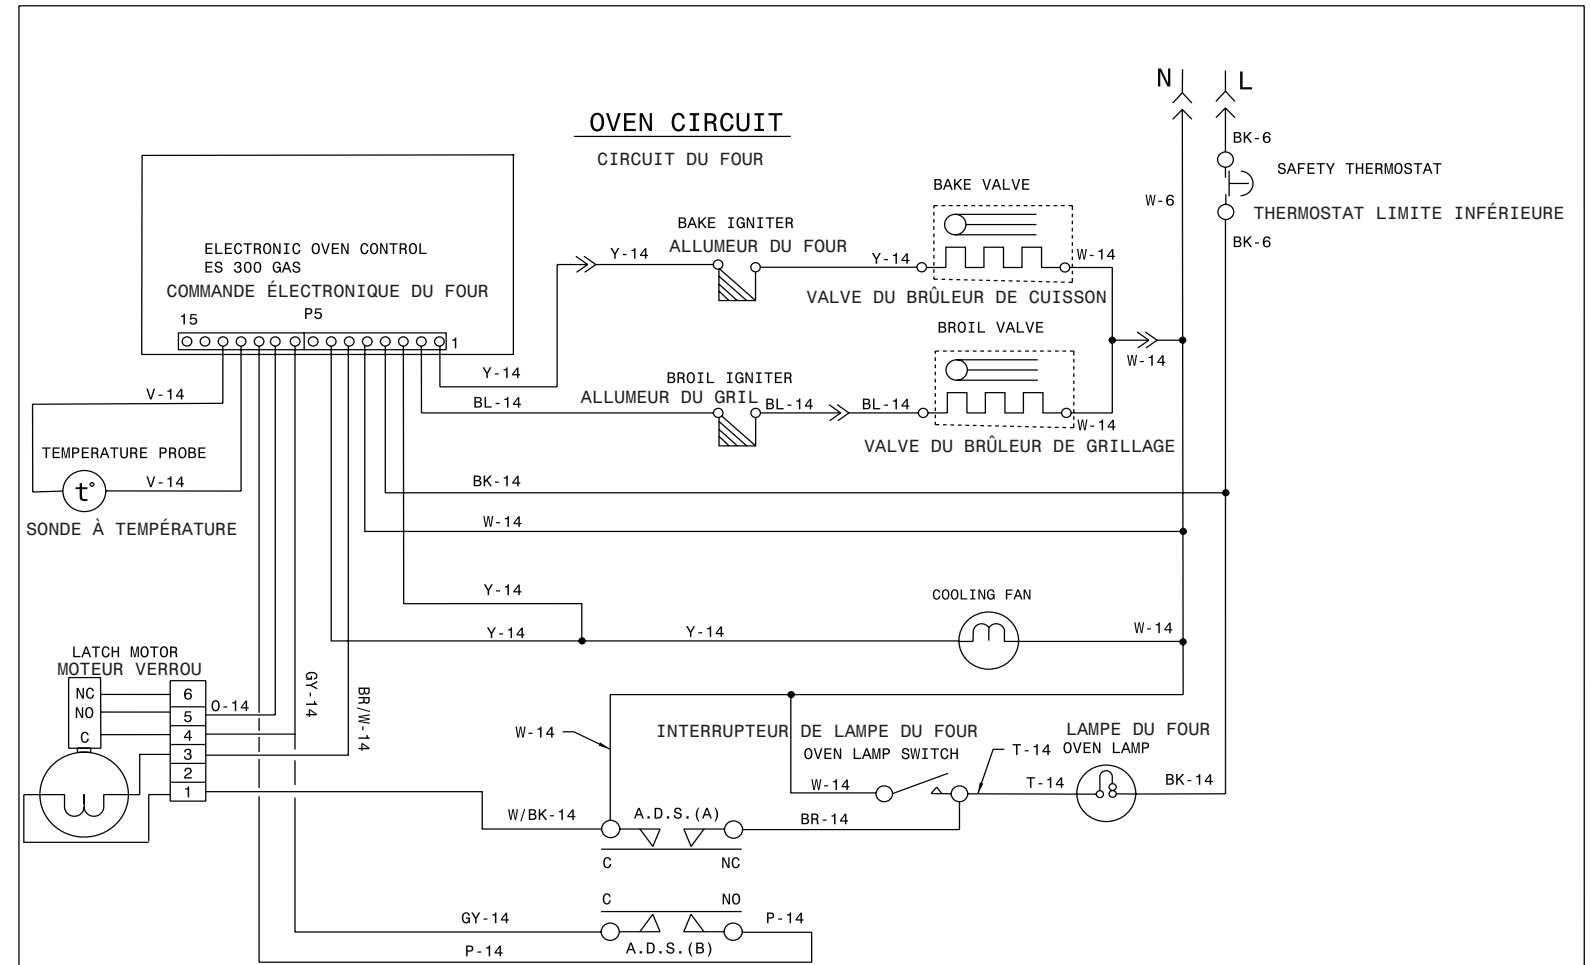 OVEN CIRCUIT
CIRCUIT DU FOUR
N
L
BK-6
SAFETY THERMOSTAT
THERMOSTAT LIMITE INFÉRIEURE
W-6
BK-6
ELECTRONIC OVEN CONTROL
ES 300 GAS
COMMANDE ÉLECTRONIQUE DU FOUR
15
P5
1
BAKE VALVE
BAKE IGNITER
ALLUMEUR DU FOUR
Y-14
Y-14
W-14
VALVE DU BRÛLEUR DE CUISSON
BROIL VALVE
W-14
Y-14
BL-14
BROIL IGNITER
ALLUMEUR DU GRIL
BL-14
BL-14
W-14
VALVE DU BRÛLEUR DE GRILLAGE
V-14
TEMPERATURE PROBE
t°
V-14
SONDE À TEMPÉRATURE
BK-14
W-14
Y-14
COOLING FAN
Y-14
Y-14
W-14
LATCH MOTOR
MOTEUR VERROU
NC
NO
C
6
5
4
3
2
1
O-14
GY-14
BR/W-14
W-14
INTERRUPTEUR DE LAMPE DU FOUR
OVEN LAMP SWITCH
LAMPE DU FOUR
T-14
OVEN LAMP
W-14
T-14
BK-14
W/BK-14
A.D.S.(A)
BR-14
C
NC
C
NO
GY-14
P-14
P-14
A.D.S.(B)